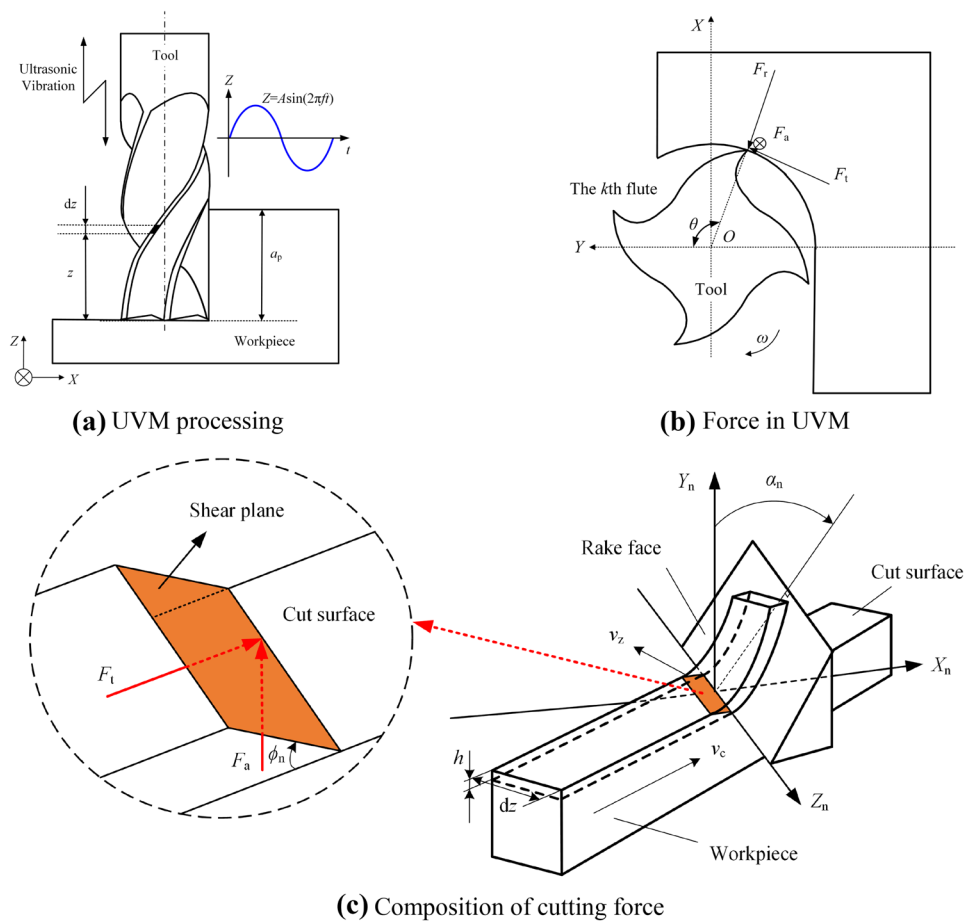 Tool
Ultrasonic
Vibration
Z
Z=Asin(2πft)
t
dz
z
a_p
Workpiece
Z
X
(a) UVM processing
X
F_r
F_a
F_t
The kth flute
θ
O
Y
Tool
ω
(b) Force in UVM
Shear plane
Cut surface
F_t
F_a
ϕ_n
Y_n
α_n
Rake face
Cut surface
v_z
X_n
h
dz
v_c
Z_n
Workpiece
(c) Composition of cutting force